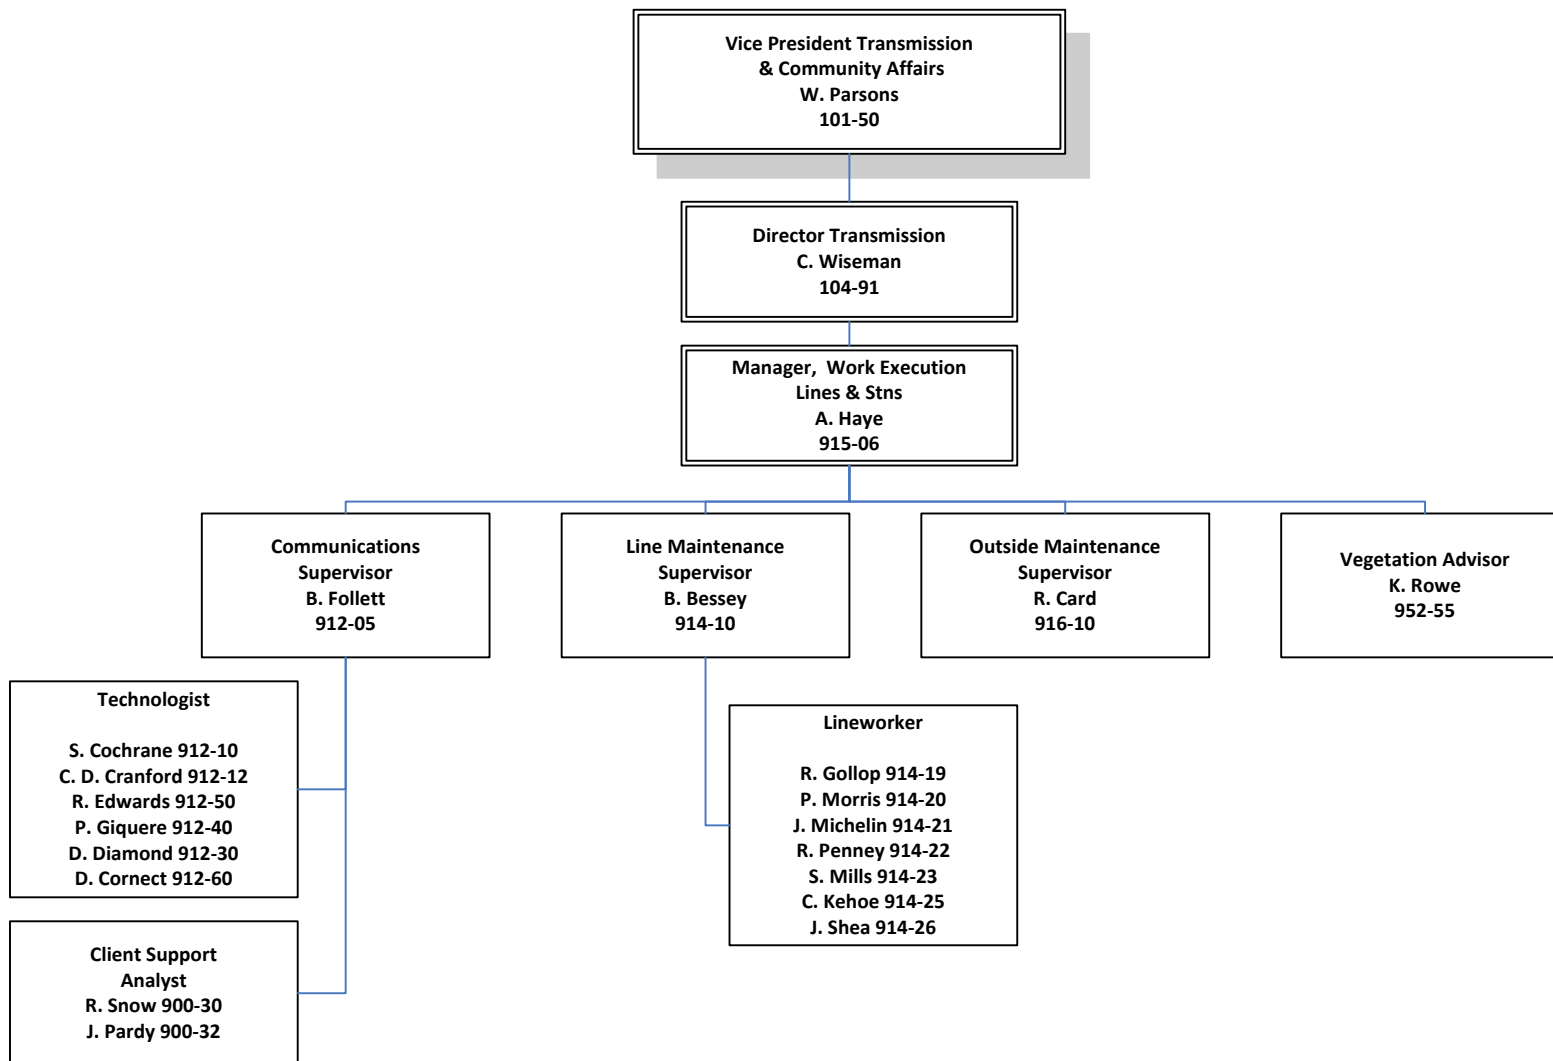 Vice President Transmission
& Community Affairs
W. Parsons
101-50
Director Transmission
C. Wiseman
104-91
Manager,  Work Execution
Lines & Stns
A. Haye
915-06
Communications
Supervisor
B. Follett
912-05
Line Maintenance
Supervisor
B. Bessey
914-10
Outside Maintenance
Supervisor
R. Card
916-10
Vegetation Advisor
K. Rowe
952-55
Technologist
S. Cochrane 912-10
C. D. Cranford 912-12
R. Edwards 912-50
P. Giquere 912-40
D. Diamond 912-30
D. Cornect 912-60
Lineworker
R. Gollop 914-19
P. Morris 914-20
J. Michelin 914-21
R. Penney 914-22
S. Mills 914-23
C. Kehoe 914-25
J. Shea 914-26
Client Support
Analyst
R. Snow 900-30
J. Pardy 900-32